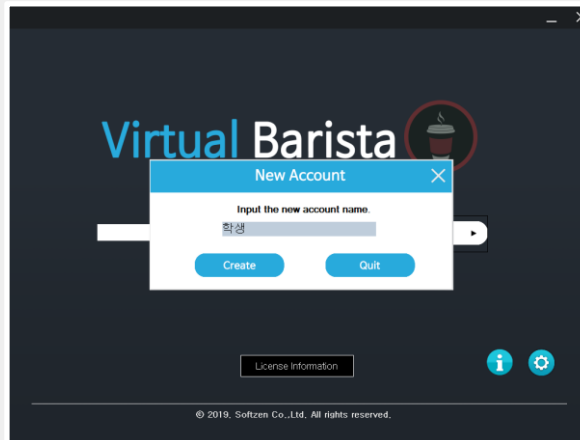 Virtual Barista
New Account
Input the new account name.
학생
Create Quit
License Information
© 2019. Softzen Co.,Ltd. All rights reserved.